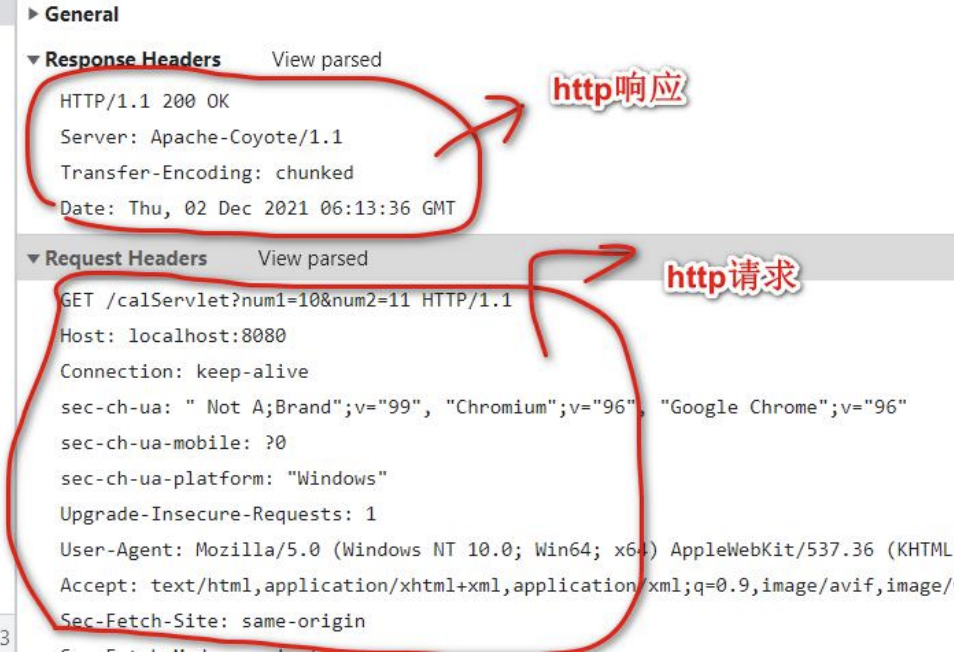 General
Response Headers View parsed
HTTP/1.1 200 OK
http响应
Server: Apache-Coyote/1.1
Transfer-Encoding: chunked
Date: Thu, 02 Dec 2021 06:13:36 GMT
Request Headers View parsed
http请求
GET /calServlet?num1=10&num2=11 HTTP/1.1
Host: localhost:8080
Connection: keep-alive
sec-ch-ua: " Not A;Brand";v="99", "Chromium";v="96", "Google Chrome";v="96"
sec-ch-ua-mobile: ?0
sec-ch-ua-platform: "Windows"
Upgrade-Insecure-Requests: 1
User-Agent: Mozilla/5.0 (Windows NT 10.0; Win64; x64) AppleWebKit/537.36 (KHTML
Accept: text/html,application/xhtml+xml,application/xml;q=0.9,image/avif,image/
Sec-Fetch-Site: same-origin
3